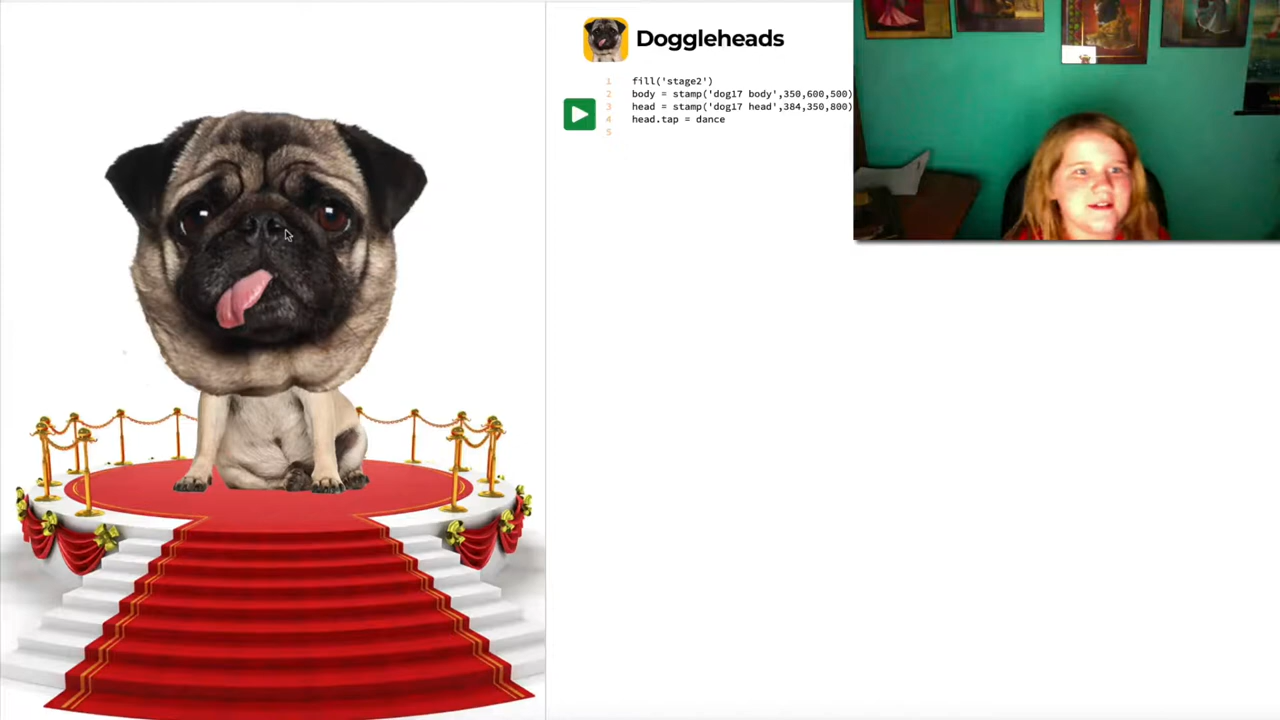 Doggleheads
1 fill('stage2')
2 body = stamp('dog17 body',350,600,500)
3 head = stamp('dog17 head',384,350,800)
4 head.tap = dance
5